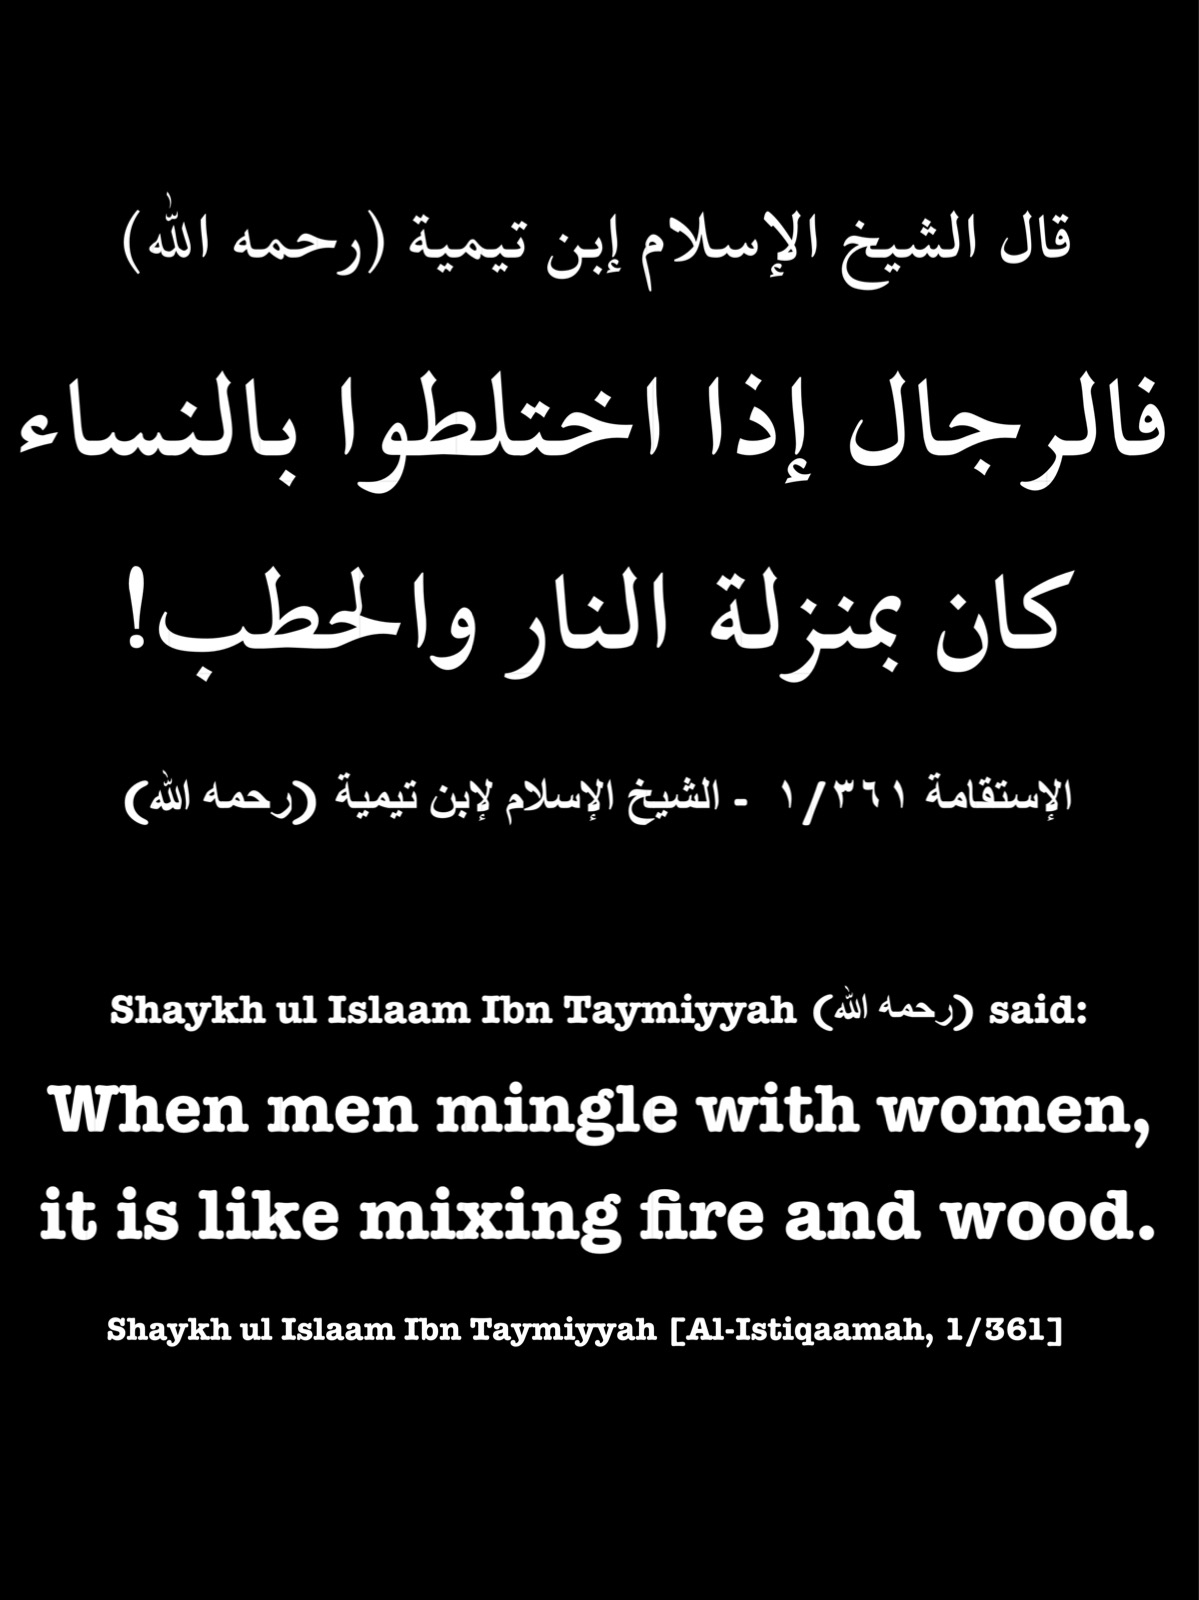 قال الشيخ الإسلام إبن تيمية (رحمه الله)
فالرجال إذا اختلطوا بالنساء
كان بمنزلة النار والحطب!
الإستقامة ١/٣٦١ - الشيخ الإسلام لإبن تيمية (رحمه الله)
Shaykh ul Islaam Ibn Taymiyyah (رحمه الله) said:
When men mingle with women,
it is like mixing fire and wood.
Shaykh ul Islaam Ibn Taymiyyah [Al-Istiqaamah, 1/361]